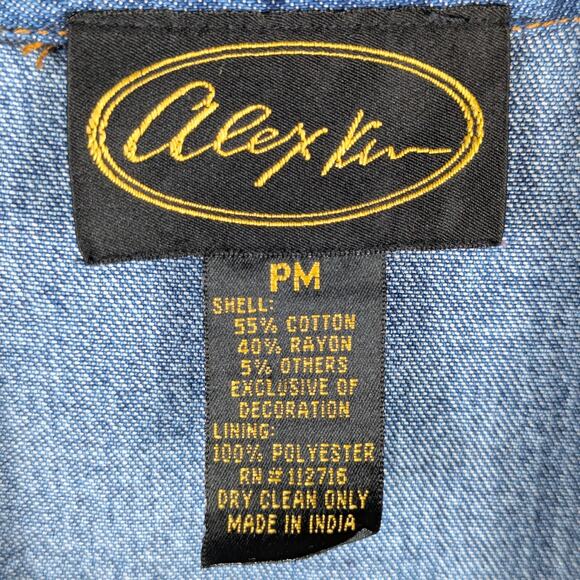 Alex Kim
PM
SHELL:
55% COTTON
40% RAYON
5% OTHERS
EXCLUSIVE OF
DECORATION
LINING:
100% POLYESTER
RN # 112716
DRY CLEAN ONLY
MADE IN INDIA